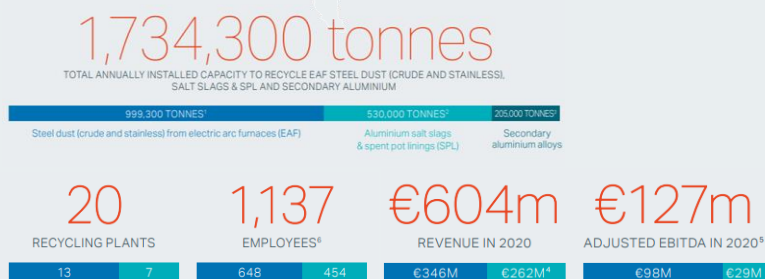 1,734,300 tonnes
TOTAL ANNUALLY INSTALLED CAPACITY TO RECYCLE EAF STEEL DUST (CRUDE AND STAINLESS),
SALT SLAGS & SPL AND SECONDARY ALUMINIUM
999,300 TONNES¹ 530,000 TONNES² 205,000 TONNES³
Steel dust (crude and stainless) from electric arc furnaces (EAF)
Aluminium salt slags
& spent pot linings (SPL)
Secondary
aluminium alloys
20
RECYCLING PLANTS
13 7
1,137
EMPLOYEES⁶
648 454
€604m
REVENUE IN 2020
€346M €262M⁴
€127m
ADJUSTED EBITDA IN 2020⁵
€98M €29M